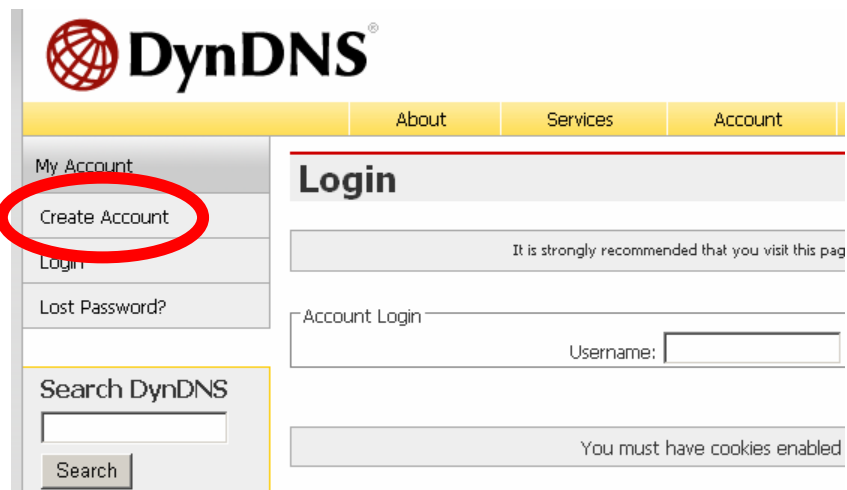 DynDNS®
About Services Account
My Account
Create Account
Login
Lost Password?
Search DynDNS
Search
Login
It is strongly recommended that you visit this pag
Account Login
Username:
You must have cookies enabled